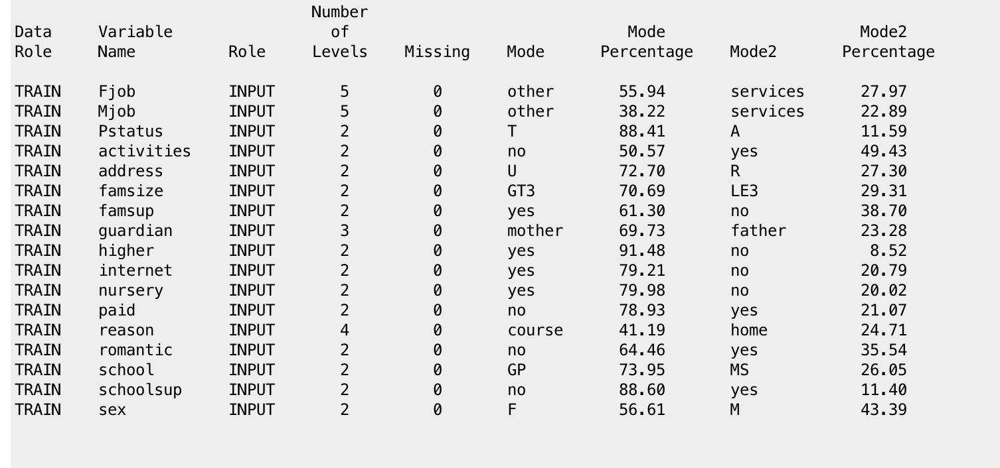 Number
Data     Variable                 of                                Mode                     Mode2
Role     Name          Role     Levels    Missing    Mode      Percentage    Mode2       Percentage
TRAIN    Fjob          INPUT       5         0       other       55.94       services      27.97
TRAIN    Mjob          INPUT       5         0       other       38.22       services      22.89
TRAIN    Pstatus       INPUT       2         0       T           88.41       A             11.59
TRAIN    activities    INPUT       2         0       no          50.57       yes           49.43
TRAIN    address       INPUT       2         0       U           72.70       R             27.30
TRAIN    famsize       INPUT       2         0       GT3         70.69       LE3           29.31
TRAIN    famsup        INPUT       2         0       yes         61.30       no            38.70
TRAIN    guardian      INPUT       3         0       mother      69.73       father        23.28
TRAIN    higher        INPUT       2         0       yes         91.48       no             8.52
TRAIN    internet      INPUT       2         0       yes         79.21       no            20.79
TRAIN    nursery       INPUT       2         0       yes         79.98       no            20.02
TRAIN    paid          INPUT       2         0       no          78.93       yes           21.07
TRAIN    reason        INPUT       4         0       course      41.19       home          24.71
TRAIN    romantic      INPUT       2         0       no          64.46       yes           35.54
TRAIN    school        INPUT       2         0       GP          73.95       MS            26.05
TRAIN    schoolsup     INPUT       2         0       no          88.60       yes           11.40
TRAIN    sex           INPUT       2         0       F           56.61       M             43.39